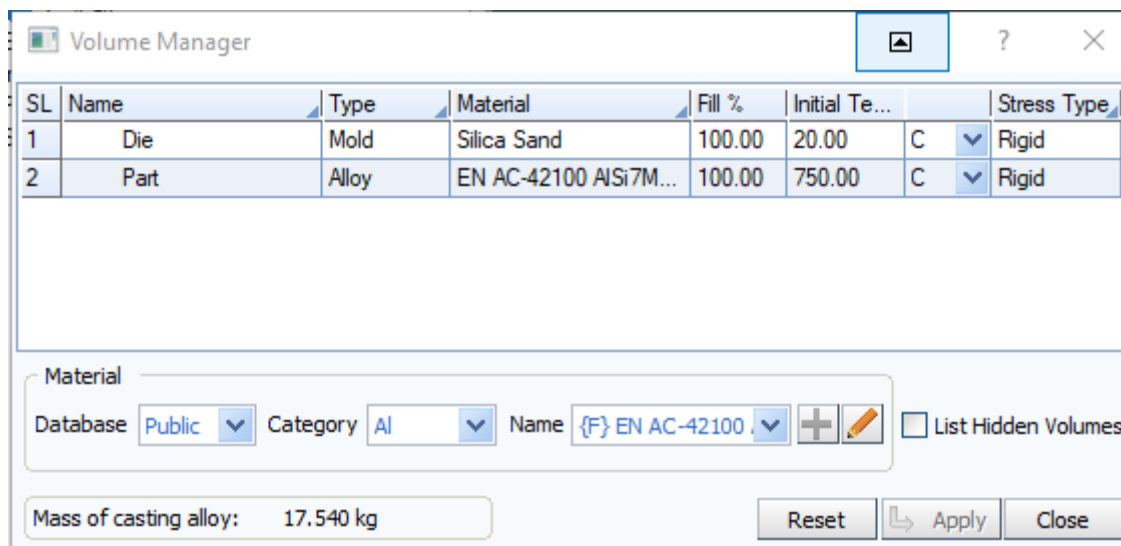 Volume Manager ?
SL Name Type Material Fill % Initial Te... Stress Type
1 Die Mold Silica Sand 100.00 20.00 C Rigid
2 Part Alloy EN AC-42100 AlSi7M... 100.00 750.00 C Rigid
Material
Database Public Category Al Name {F} EN AC-42100 List Hidden Volumes
Mass of casting alloy: 17.540 kg Reset Apply Close